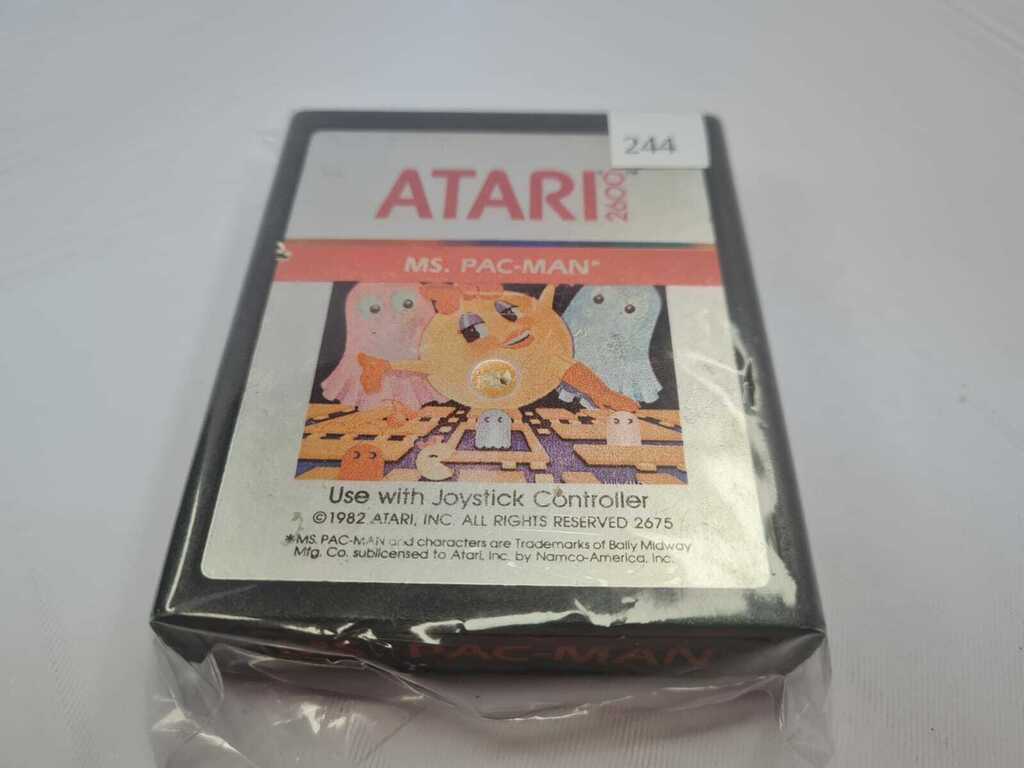 244
ATARI 2600
MS. PAC-MAN*
Use with Joystick Controller
©1982 ATARI, INC. ALL RIGHTS RESERVED 2675
*MS. PAC-MAN and characters are Trademarks of Bally Midway
Mfg. Co. sublicensed to Atari, Inc. by Namco-America, Inc.
MS. PAC-MAN